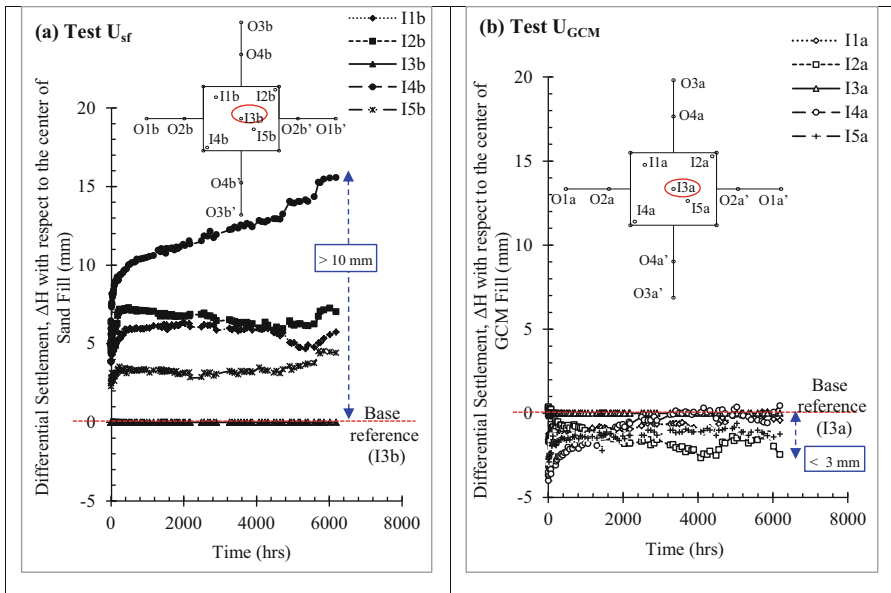 (a) Test Usf
O3b
O4b
I1b
I2b
I3b
I4b
I5b
O1b
O2b
O2b'
O1b'
O4b'
O3b'
I1b
I2b
I3b
I4b
I5b
> 10 mm
Base
reference
(I3b)
Differential Settlement, ΔH with respect to the center of
Sand Fill (mm)
20
15
10
5
0
-5
0
2000
4000
6000
8000
Time (hrs)
(b) Test UGCM
O3a
O4a
I1a
I2a
I3a
I4a
I5a
O1a
O2a
O2a'
O1a'
O4a'
O3a'
I1a
I2a
I3a
I4a
I5a
Base
reference
(I3a)
< 3 mm
Differential Settlement, ΔH with respect to the center of
GCM Fill (mm)
20
15
10
5
0
-5
0
2000
4000
6000
8000
Time (hrs)